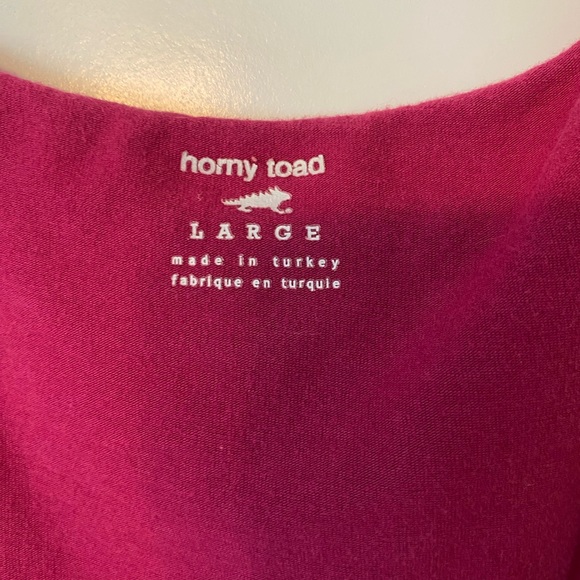 horny toad
LARGE
made in turkey
fabrique en turquie